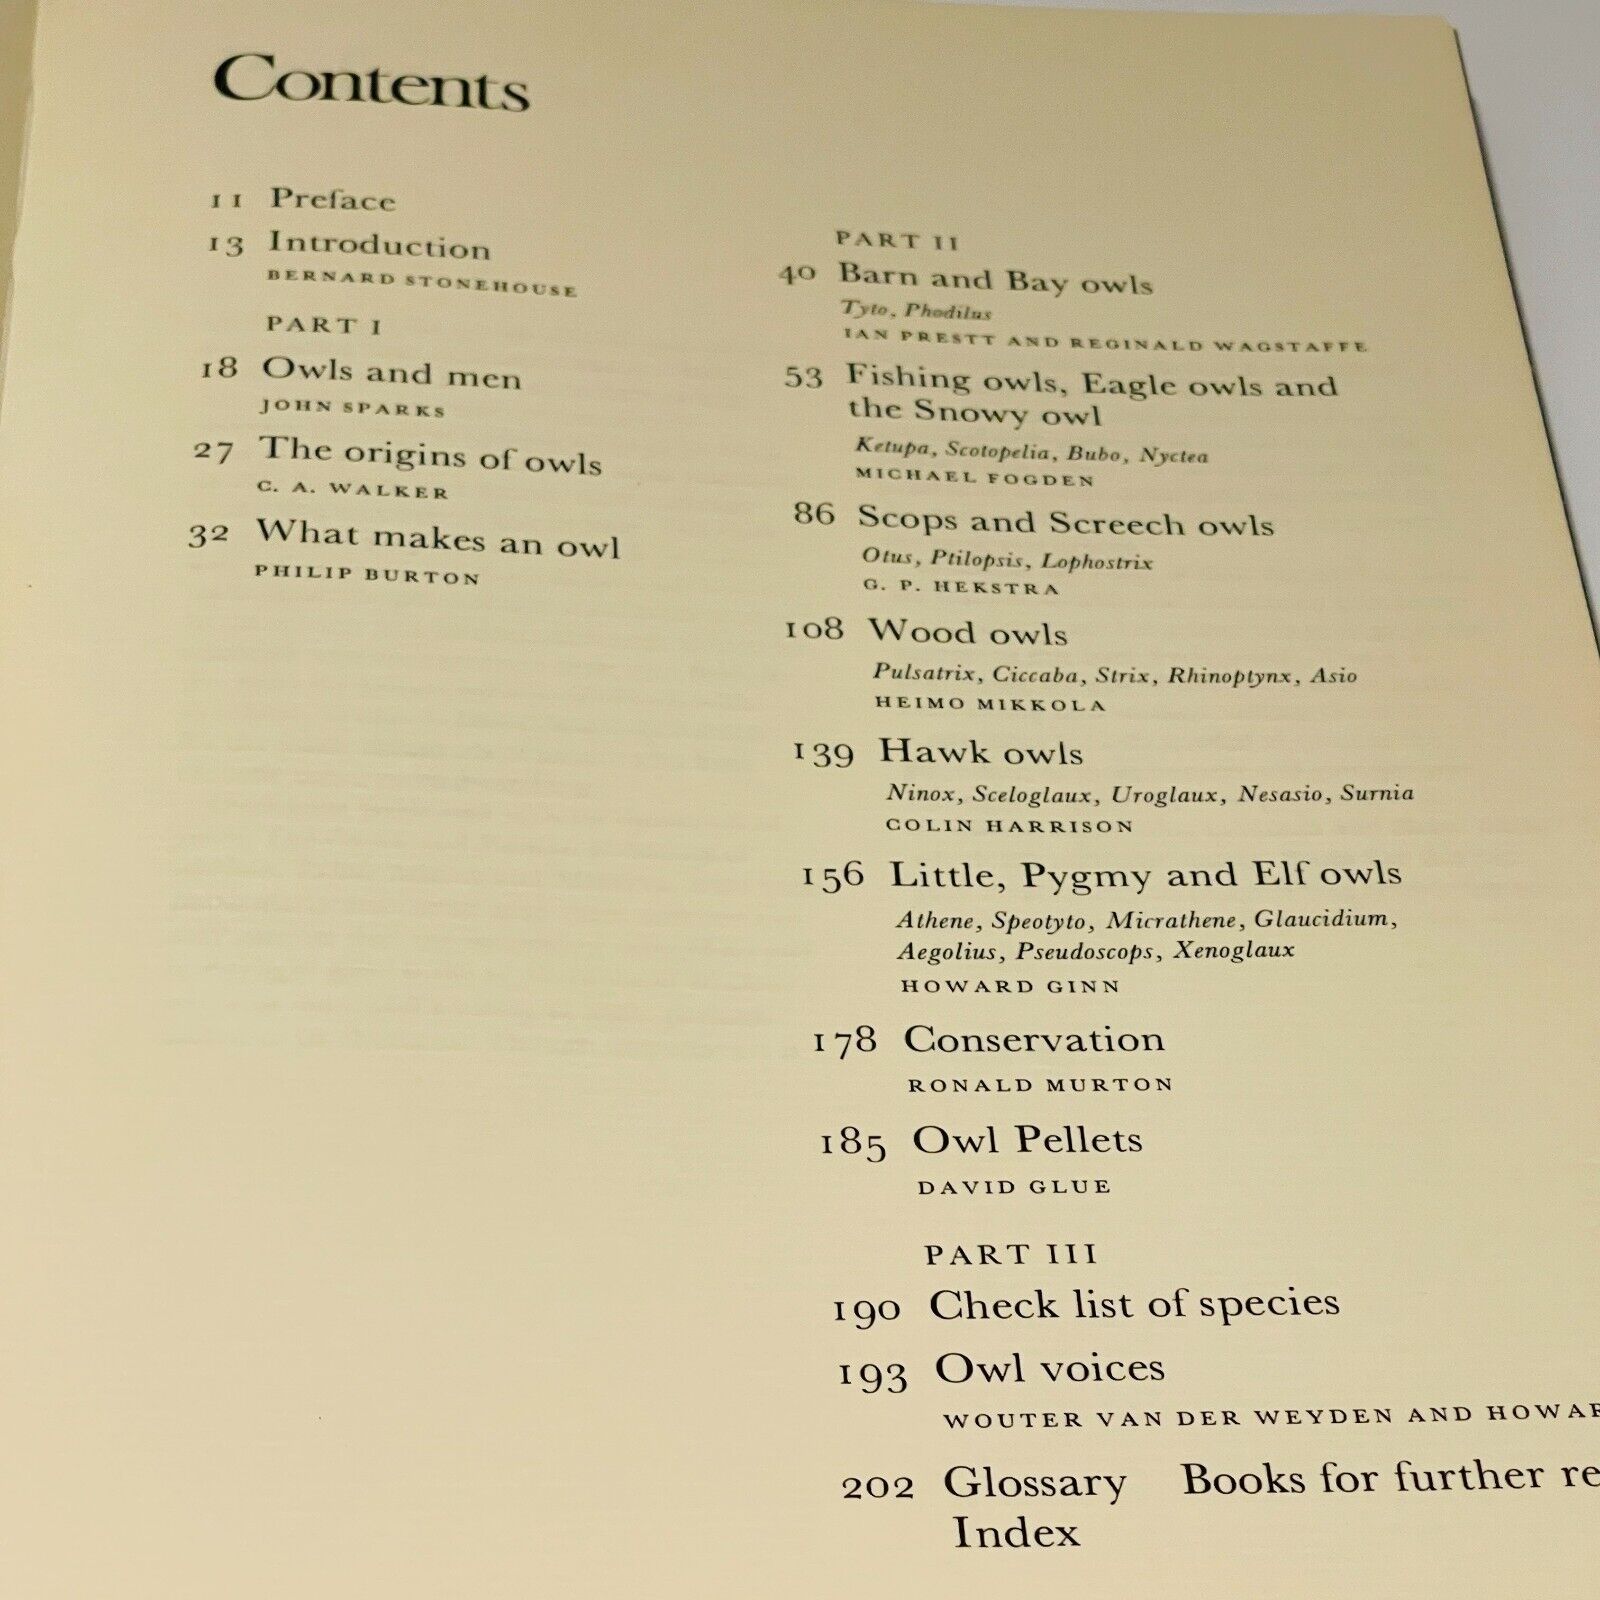 Contents
11 Preface
13 Introduction
BERNARD STONEHOUSE
PART I
18 Owls and men
JOHN SPARKS
27 The origins of owls
C. A. WALKER
32 What makes an owl
PHILIP BURTON
PART II
40 Barn and Bay owls
Tyto, Phodilus
IAN PRESTT AND REGINALD WAGSTAFFE
53 Fishing owls, Eagle owls and
the Snowy owl
Ketupa, Scotopelia, Bubo, Nyctea
MICHAEL FOGDEN
86 Scops and Screech owls
Otus, Ptilopsis, Lophostrix
G. P. HEKSTRA
108 Wood owls
Pulsatrix, Ciccaba, Strix, Rhinoptynx, Asio
HEIMO MIKKOLA
139 Hawk owls
Ninox, Sceloglaux, Uroglaux, Nesasio, Surnia
COLIN HARRISON
156 Little, Pygmy and Elf owls
Athene, Speotyto, Micrathene, Glaucidium,
Aegolius, Pseudoscops, Xenoglaux
HOWARD GINN
178 Conservation
RONALD MURTON
185 Owl Pellets
DAVID GLUE
PART III
190 Check list of species
193 Owl voices
WOUTER VAN DER WEYDEN AND
202 Glossary Books for further
Index